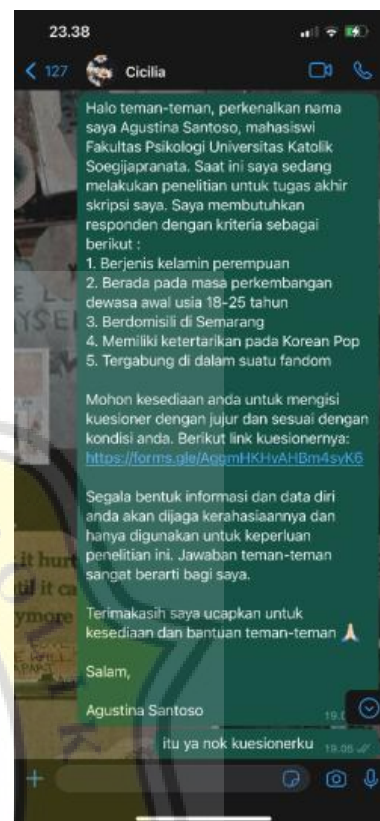 23.38
127
Cicilia
Halo teman-teman, perkenalkan nama
saya Agustina Santoso, mahasiswi
Fakultas Psikologi Universitas Katolik
Soegijapranata. Saat ini saya sedang
melakukan penelitian untuk tugas akhir
skripsi saya. Saya membutuhkan
responden dengan kriteria sebagai
berikut :
1. Berjenis kelamin perempuan
2. Berada pada masa perkembangan
dewasa awal usia 18-25 tahun
3. Berdomisili di Semarang
4. Memiliki ketertarikan pada Korean Pop
5. Tergabung di dalam suatu fandom
Mohon kesediaan anda untuk mengisi
kuesioner dengan jujur dan sesuai dengan
kondisi anda. Berikut link kuesionernya:
https://forms.gle/AggmHKHvAHBm4syK6
Segala bentuk informasi dan data diri
anda akan dijaga kerahasiaannya dan
hanya digunakan untuk keperluan
penelitian ini. Jawaban teman-teman
sangat berarti bagi saya.
Terimakasih saya ucapkan untuk
kesediaan dan bantuan teman-teman 🙏
Salam,
Agustina Santoso
itu ya nok kuesionerku 19.05
it hurt